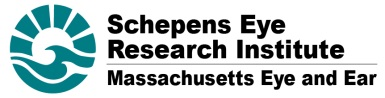 Schepens Eye
Research Institute
Massachusetts Eye and Ear